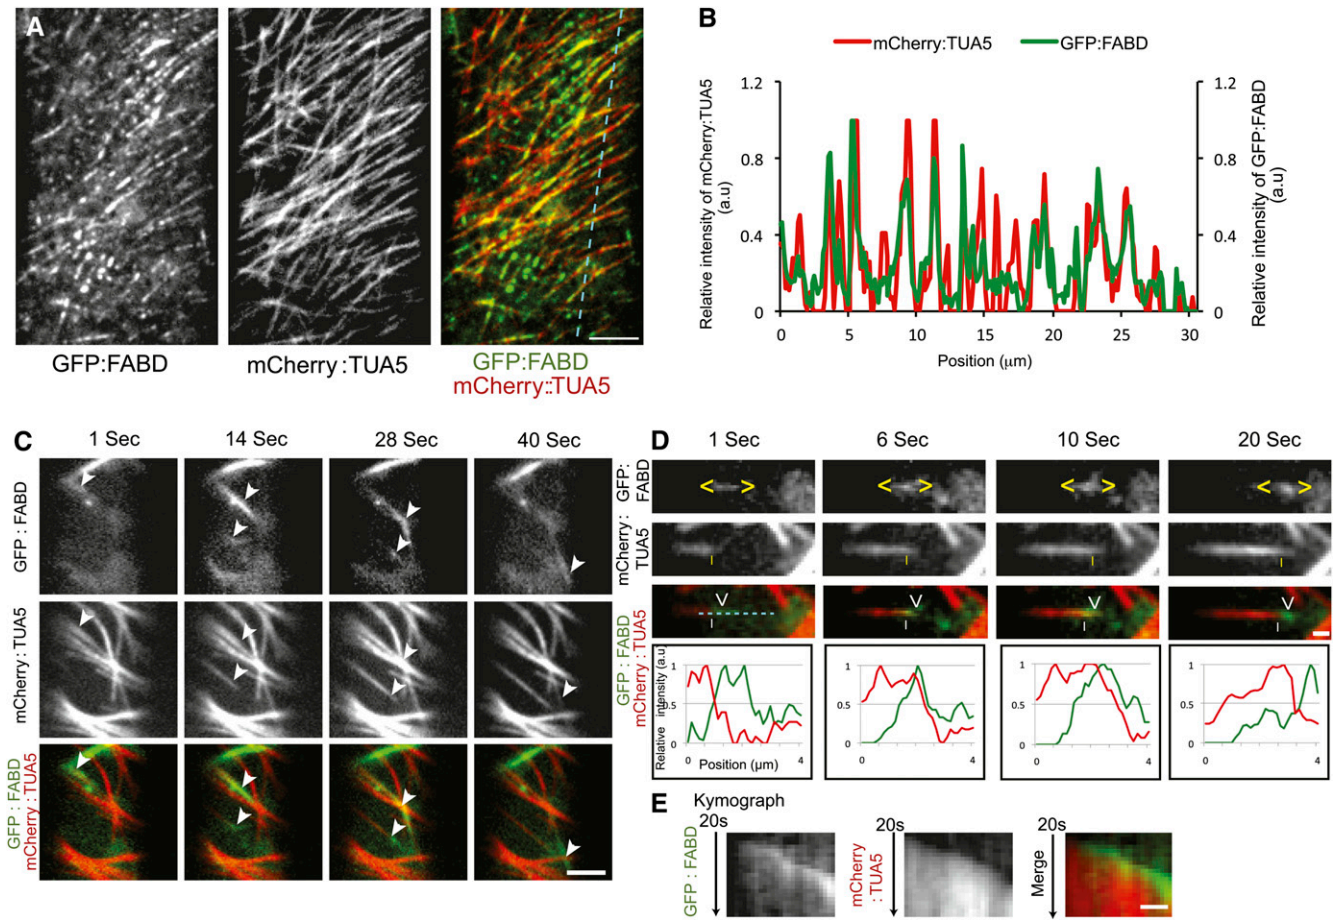 A
GFP:FABD
mCherry:TUA5
GFP:FABD
mCherry::TUA5
B
mCherry:TUA5
GFP:FABD
Relative intensity of mCherry:TUA5
(a.u)
1.2
0.8
0.4
0
1.2
0.8
0.4
0
Relative intensity of GFP:FABD
(a.u)
0 5 10 15 20 25 30
Position (μm)
C
1 Sec 14 Sec 28 Sec 40 Sec
GFP : FABD
mCherry : TUA5
GFP : FABD
mCherry : TUA5
D
1 Sec 6 Sec 10 Sec 20 Sec
GFP:
FABD
mCherry :
TUA5
GFP : FABD
mCherry : TUA5
Relative intensity (a.u.)
1
.5
0
0 4
Position (μm)
1
.5
0
0 4
1
.5
0
0 4
1
.5
0
0 4
E
Kymograph
20s
GFP : FABD
20s
mCherry
: TUA5
20s
Merge